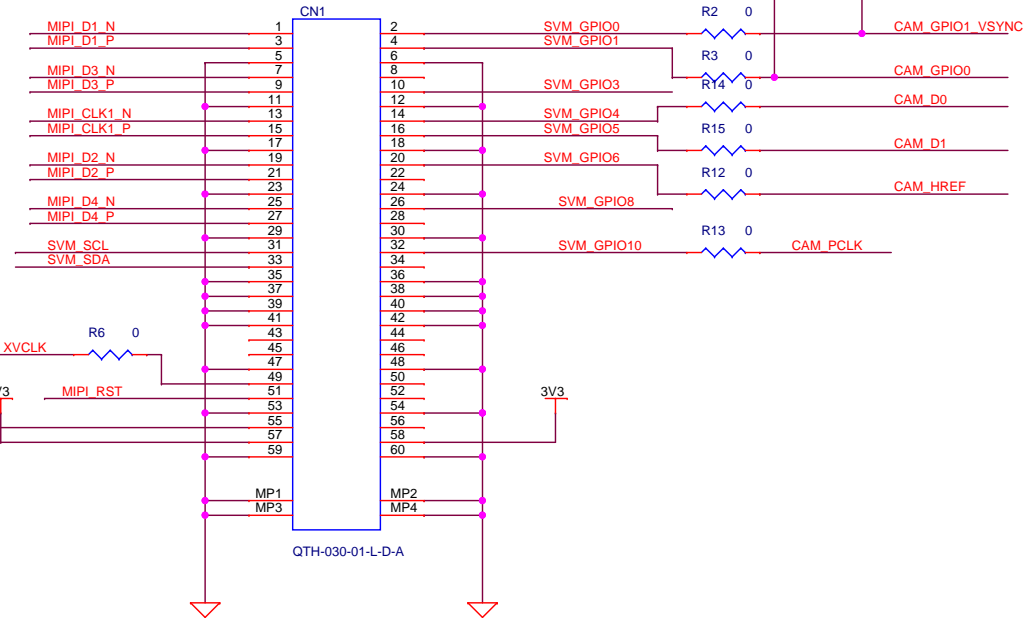 CN1
R2 0
MIPI_D1_N 1 2 SVM_GPIO0 CAM_GPIO1_VSYNC
MIPI_D1_P 3 4 SVM_GPIO1
5 6 R3 0
MIPI_D3_N 7 8 CAM_GPIO0
MIPI_D3_P 9 10 SVM_GPIO3 R14 0
11 12 CAM_D0
MIPI_CLK1_N 13 14 SVM_GPIO4
MIPI_CLK1_P 15 16 SVM_GPIO5 R15 0
17 18 CAM_D1
MIPI_D2_N 19 20 SVM_GPIO6
MIPI_D2_P 21 22 R12 0
23 24 CAM_HREF
MIPI_D4_N 25 26 SVM_GPIO8
MIPI_D4_P 27 28
29 30 R13 0
SVM_SCL 31 32 SVM_GPIO10 CAM_PCLK
SVM_SDA 33 34
35 36
37 38
39 40
41 42
R6 0 43 44
XVCLK 45 46
47 48
49 50
/3 MIPI_RST 51 52 3V3
53 54
55 56
57 58
59 60
MP1 MP2
MP3 MP4
QTH-030-01-L-D-A